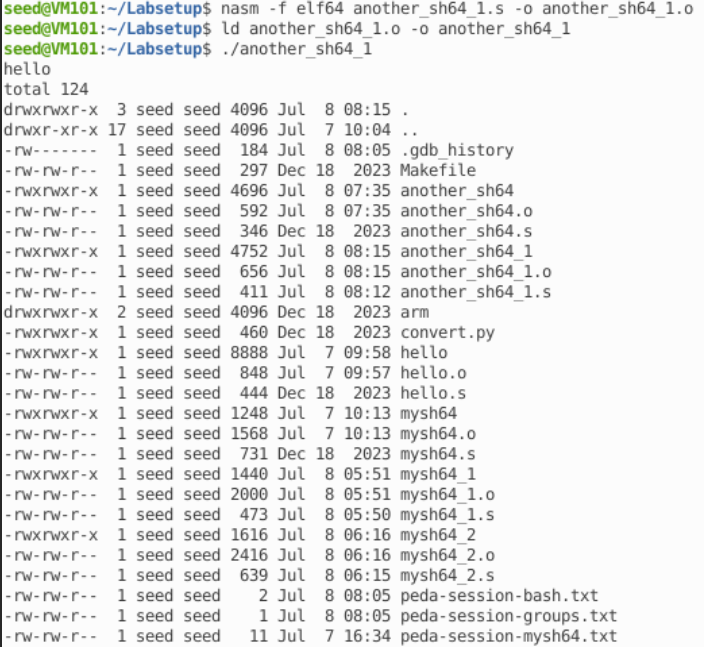 seed@VM101:~/Labsetup$ nasm -f elf64 another_sh64_1.s -o another_sh64_1.o
seed@VM101:~/Labsetup$ ld another_sh64_1.o -o another_sh64_1
seed@VM101:~/Labsetup$ ./another_sh64_1
hello
total 124
drwxrwxr-x  3 seed seed 4096 Jul  8 08:15 .
drwxr-xr-x 17 seed seed 4096 Jul  7 10:04 ..
-rw-------  1 seed seed  184 Jul  8 08:05 .gdb_history
-rw-rw-r--  1 seed seed  297 Dec 18  2023 Makefile
-rwxrwxr-x  1 seed seed 4696 Jul  8 07:35 another_sh64
-rw-rw-r--  1 seed seed  592 Jul  8 07:35 another_sh64.o
-rw-rw-r--  1 seed seed  346 Dec 18  2023 another_sh64.s
-rwxrwxr-x  1 seed seed 4752 Jul  8 08:15 another_sh64_1
-rw-rw-r--  1 seed seed  656 Jul  8 08:15 another_sh64_1.o
-rw-rw-r--  1 seed seed  411 Jul  8 08:12 another_sh64_1.s
drwxrwxr-x  2 seed seed 4096 Dec 18  2023 arm
-rwxrwxr-x  1 seed seed  460 Dec 18  2023 convert.py
-rwxrwxr-x  1 seed seed 8888 Jul  7 09:58 hello
-rw-rw-r--  1 seed seed  848 Jul  7 09:57 hello.o
-rw-rw-r--  1 seed seed  444 Dec 18  2023 hello.s
-rwxrwxr-x  1 seed seed 1248 Jul  7 10:13 mysh64
-rw-rw-r--  1 seed seed 1568 Jul  7 10:13 mysh64.o
-rw-rw-r--  1 seed seed  731 Dec 18  2023 mysh64.s
-rwxrwxr-x  1 seed seed 1440 Jul  8 05:51 mysh64_1
-rw-rw-r--  1 seed seed 2000 Jul  8 05:51 mysh64_1.o
-rw-rw-r--  1 seed seed  473 Jul  8 05:50 mysh64_1.s
-rwxrwxr-x  1 seed seed 1616 Jul  8 06:16 mysh64_2
-rw-rw-r--  1 seed seed 2416 Jul  8 06:16 mysh64_2.o
-rw-rw-r--  1 seed seed  639 Jul  8 06:15 mysh64_2.s
-rw-rw-r--  1 seed seed    2 Jul  8 08:05 peda-session-bash.txt
-rw-rw-r--  1 seed seed    1 Jul  8 08:05 peda-session-groups.txt
-rw-rw-r--  1 seed seed   11 Jul  7 16:34 peda-session-mysh64.txt